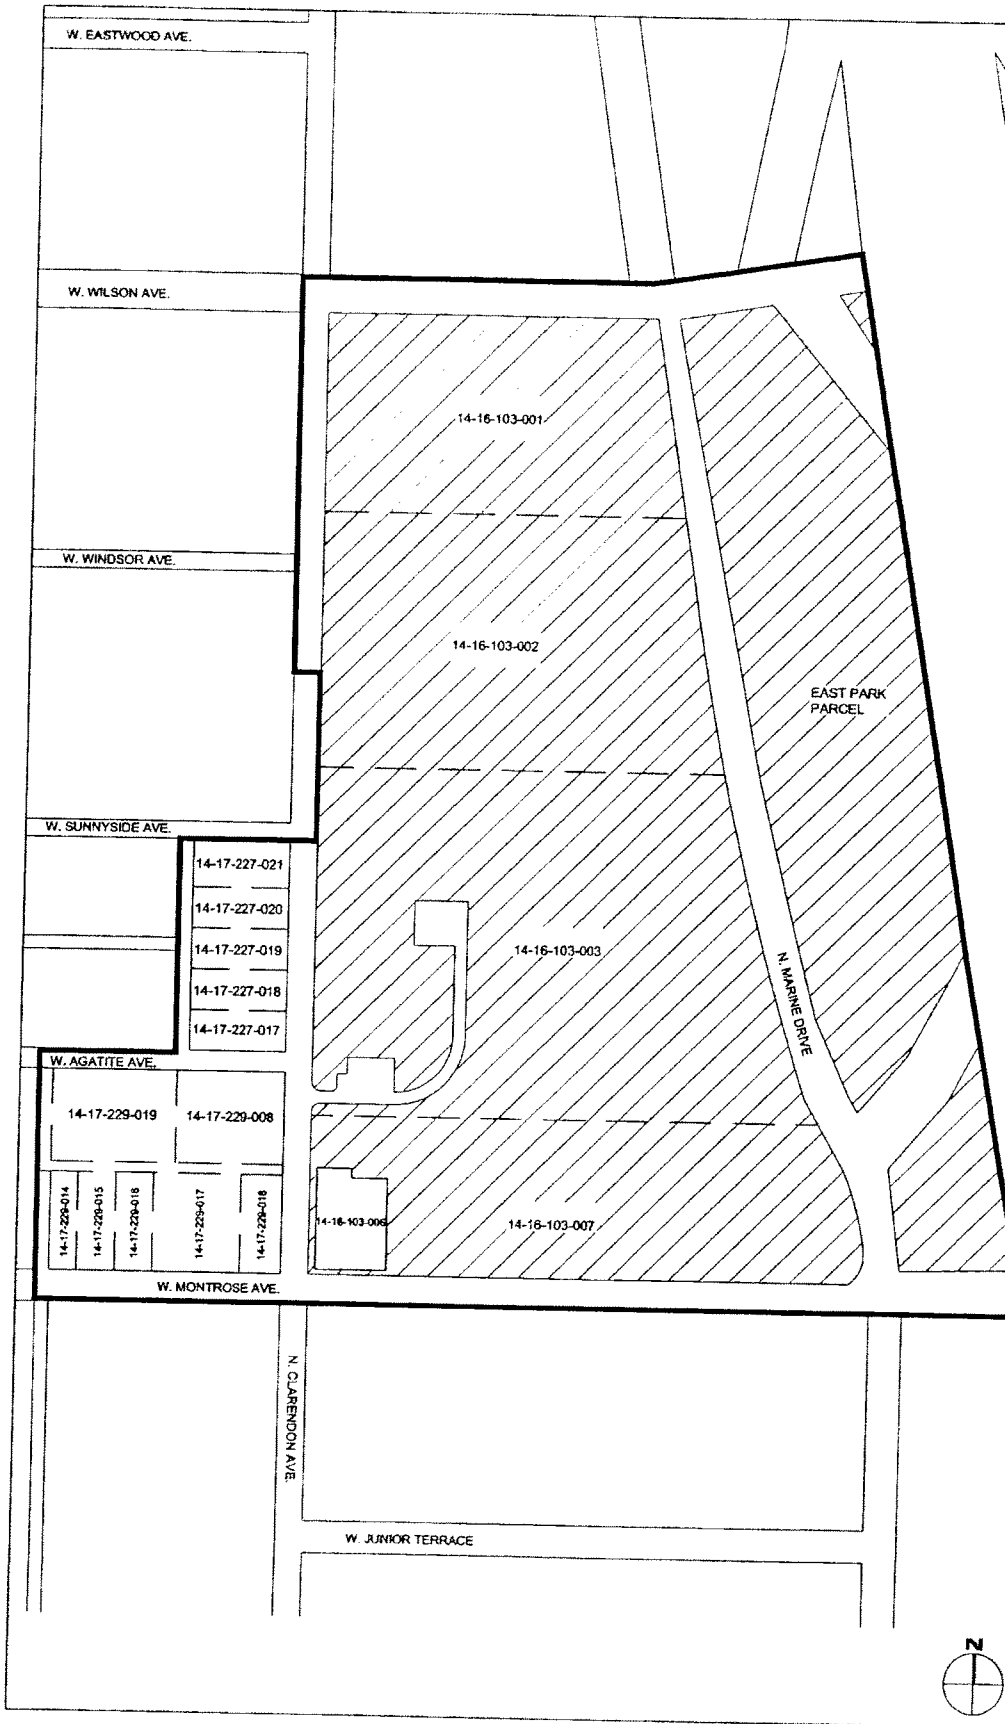 W. EASTWOOD AVE.
W. WILSON AVE.
14-16-103-001
W. WINDSOR AVE.
14-16-103-002
EAST PARK
PARCEL
W. SUNNYSIDE AVE.
14-17-227-021
14-17-227-020
14-17-227-019
14-17-227-018
14-17-227-017
14-16-103-003
N. MARINE DRIVE
W. AGATITE AVE.
14-17-229-019
14-17-229-008
14-17-229-014
14-17-229-015
14-17-229-016
14-17-229-017
14-17-229-018
14-16-103-006
14-16-103-007
W. MONTROSE AVE.
N. CLARENDON AVE.
W. JUNIOR TERRACE
N